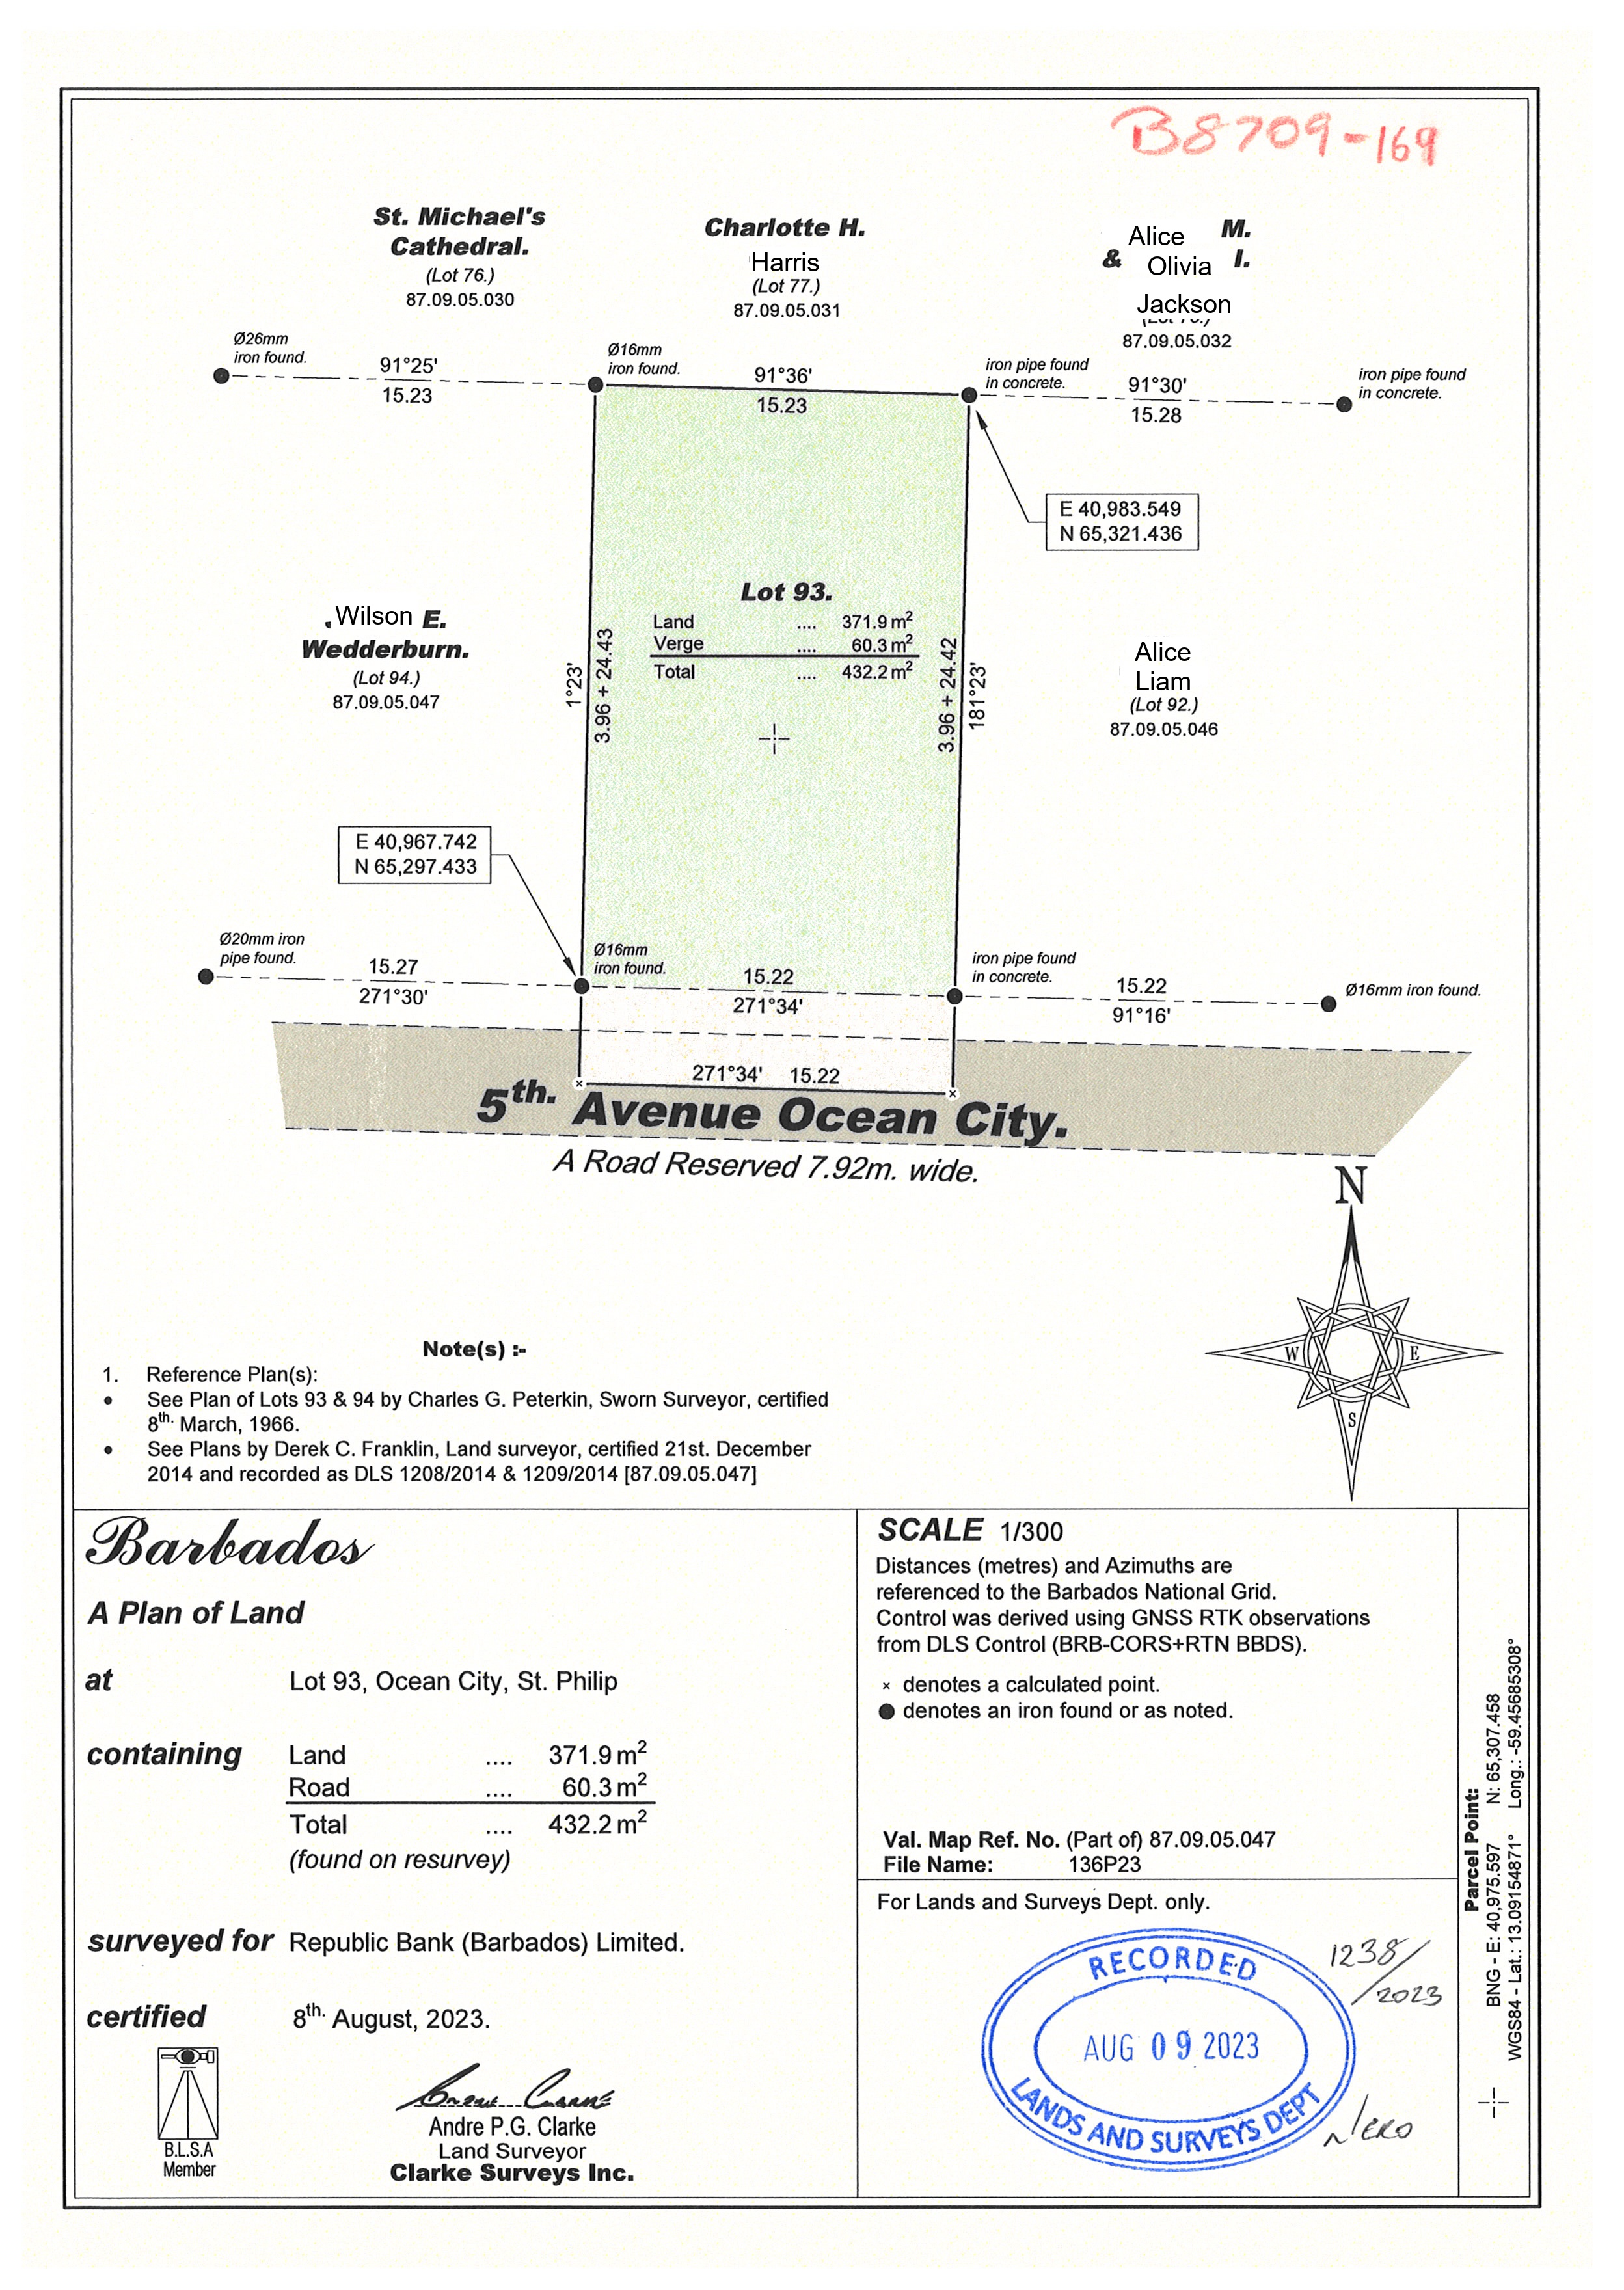 B8709-169
St. Michael's
Cathedral.
(Lot 76.)
87.09.05.030
Charlotte H.
Harris
(Lot 77.)
87.09.05.031
Alice M.
& Olivia I.
Jackson
87.09.05.032
Ø26mm
iron found.
91°25'
15.23
Ø16mm
iron found.
91°36'
15.23
iron pipe found
in concrete.
91°30'
15.28
iron pipe found
in concrete.
E 40,983.549
N 65,321.436
Lot 93.
Land .... 371.9 m²
Verge .... 60.3 m²
Total .... 432.2 m²
Wilson E.
Wedderburn.
(Lot 94.)
87.09.05.047
1°23'
3.96 + 24.43
3.96 + 24.42
181°23'
Alice
Liam
(Lot 92.)
87.09.05.046
E 40,967.742
N 65,297.433
Ø20mm iron
pipe found.
15.27
271°30'
Ø16mm
iron found.
15.22
271°34'
iron pipe found
in concrete.
15.22
91°16'
Ø16mm iron found.
271°34' 15.22
5th. Avenue Ocean City.
A Road Reserved 7.92m. wide.
N
W
E
S
Note(s) :-
1. Reference Plan(s):
• See Plan of Lots 93 & 94 by Charles G. Peterkin, Sworn Surveyor, certified
8th. March, 1966.
• See Plans by Derek C. Franklin, Land surveyor, certified 21st. December
2014 and recorded as DLS 1208/2014 & 1209/2014 [87.09.05.047]
Barbados
A Plan of Land
at Lot 93, Ocean City, St. Philip
containing Land .... 371.9 m²
Road .... 60.3 m²
Total .... 432.2 m²
(found on resurvey)
surveyed for Republic Bank (Barbados) Limited.
certified 8th. August, 2023.
B.L.S.A
Member
Andre P.G. Clarke
Land Surveyor
Clarke Surveys Inc.
SCALE 1/300
Distances (metres) and Azimuths are
referenced to the Barbados National Grid.
Control was derived using GNSS RTK observations
from DLS Control (BRB-CORS+RTN BBDS).
× denotes a calculated point.
● denotes an iron found or as noted.
Val. Map Ref. No. (Part of) 87.09.05.047
File Name: 136P23
For Lands and Surveys Dept. only.
RECORDED
AUG 09 2023
LANDS AND SURVEYS DEPT
1238/
2023
Parcel Point:
BNG - E: 40,975.597 N: 65,307.458
WGS84 - Lat.: 13.09154871° Long.: -59.45685308°